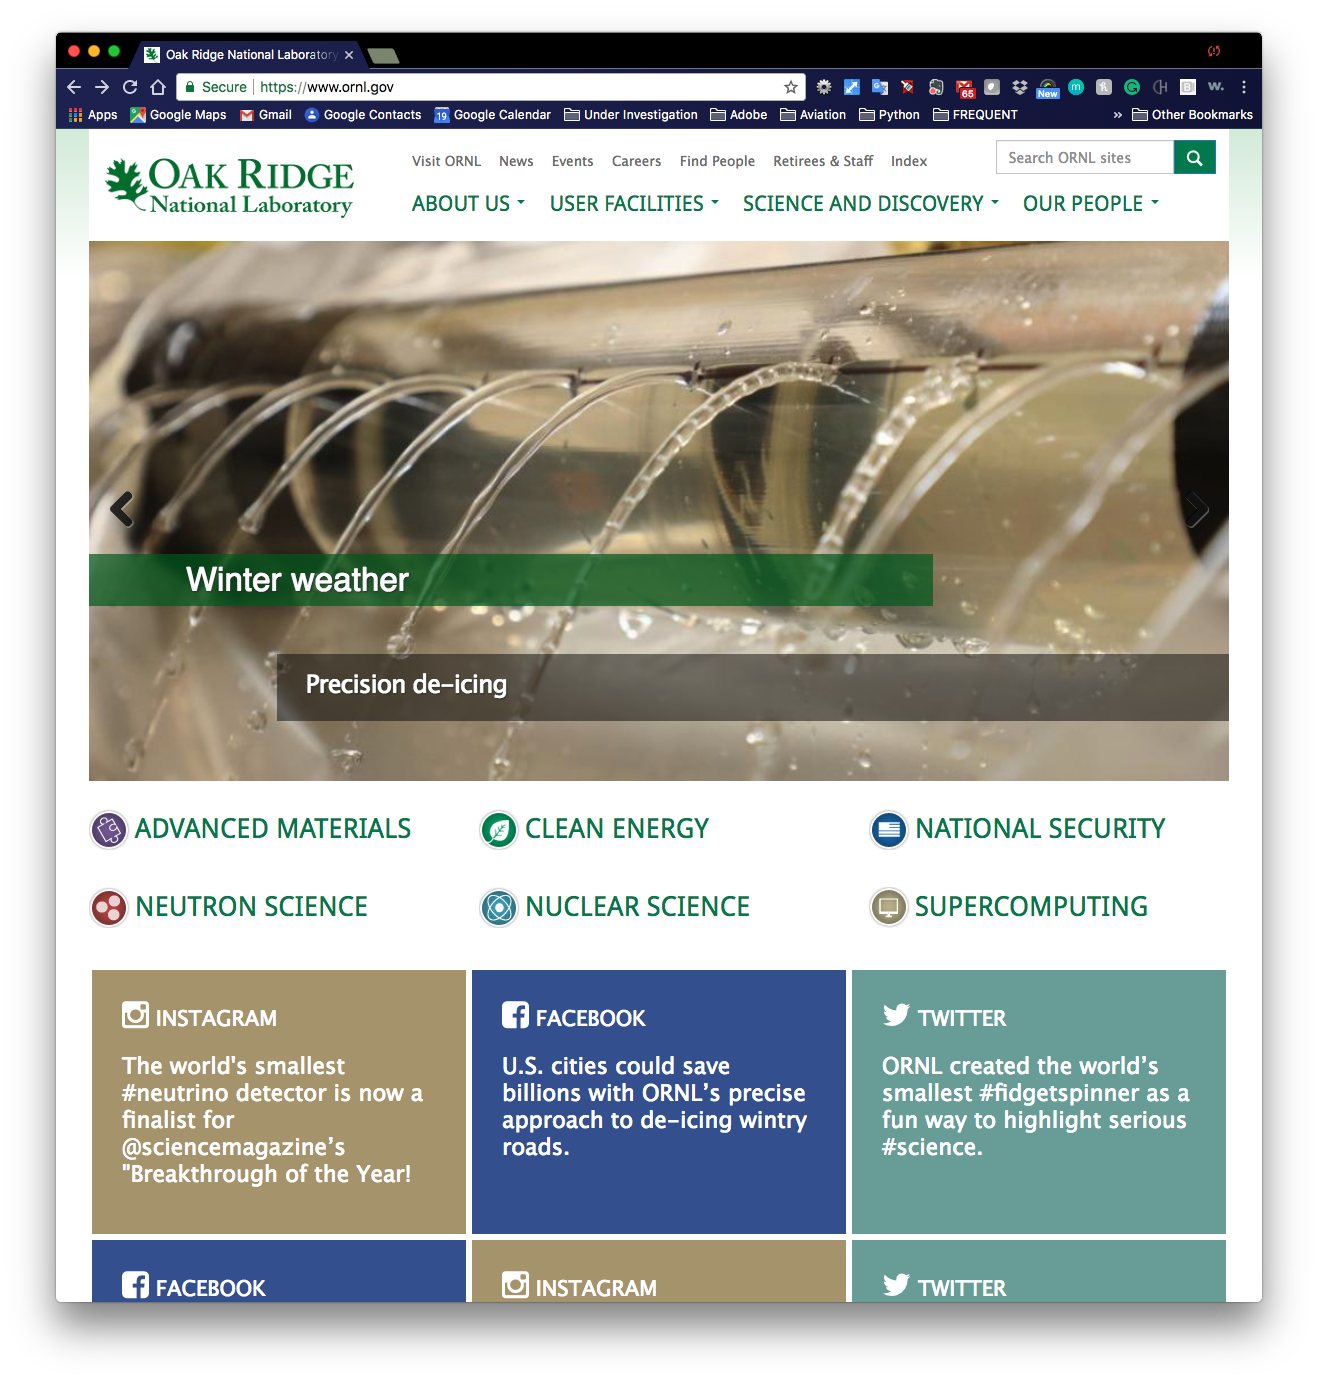 Oak Ridge National Laboratory
Secure https://www.ornl.gov
65
New
Apps Google Maps Gmail Google Contacts 19 Google Calendar Under Investigation Adobe Aviation Python FREQUENT » Other Bookmarks
OAK RIDGE
National Laboratory
Visit ORNL News Events Careers Find People Retirees & Staff Index
Search ORNL sites
ABOUT US USER FACILITIES SCIENCE AND DISCOVERY OUR PEOPLE
Winter weather
Precision de-icing
ADVANCED MATERIALS CLEAN ENERGY NATIONAL SECURITY
NEUTRON SCIENCE NUCLEAR SCIENCE SUPERCOMPUTING
INSTAGRAM
The world's smallest
#neutrino detector is now a
finalist for
@sciencemagazine’s
"Breakthrough of the Year!
FACEBOOK
U.S. cities could save
billions with ORNL’s precise
approach to de-icing wintry
roads.
TWITTER
ORNL created the world’s
smallest #fidgetspinner as a
fun way to highlight serious
#science.
FACEBOOK
INSTAGRAM
TWITTER